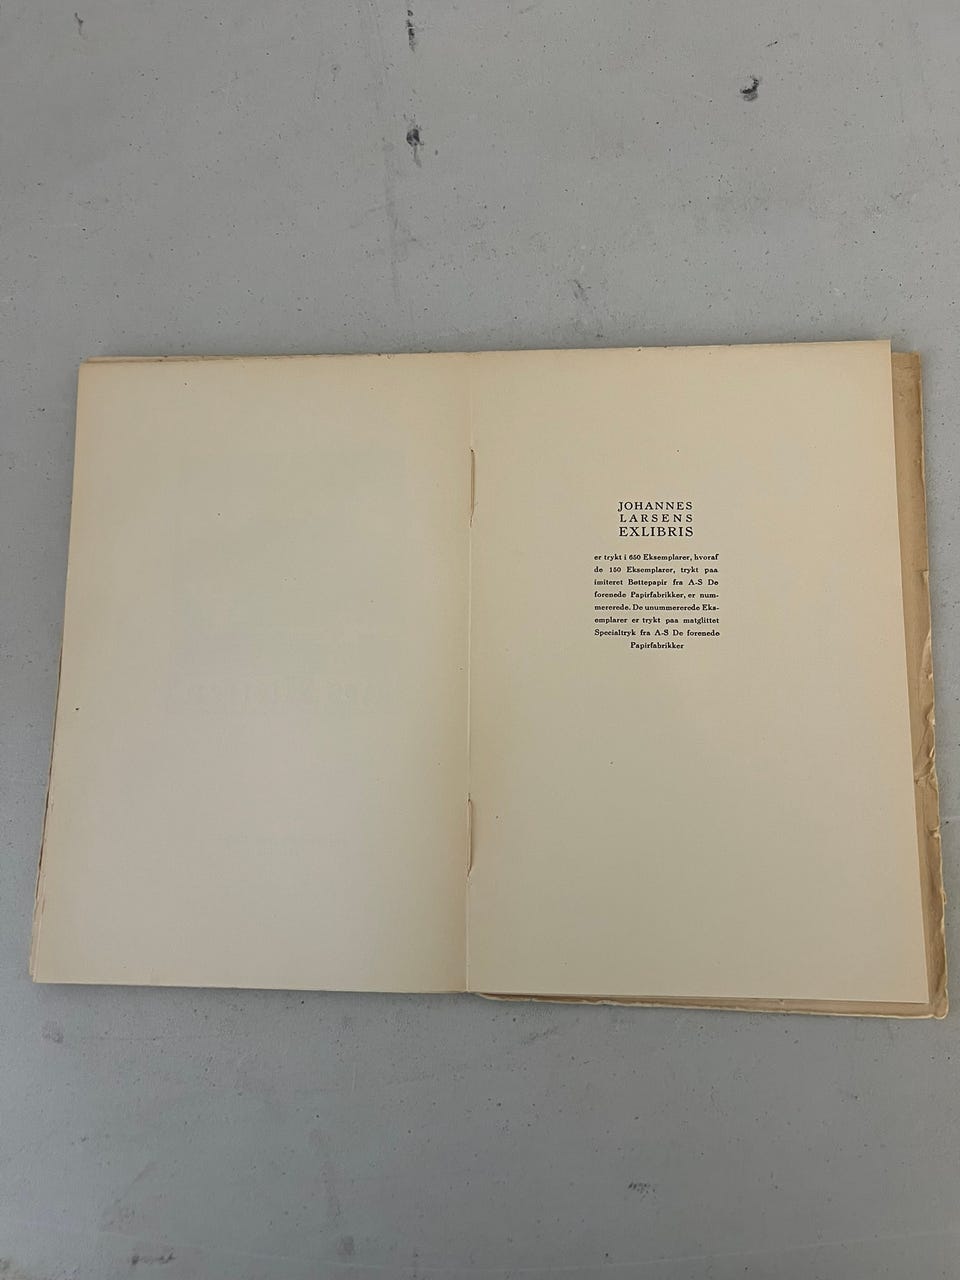 JOHANNES
LARSENS
EXLIBRIS
er trykt i 650 Eksemplarer, hvoraf
de 150 Eksemplarer, trykt paa
imiteret Bøttepapir fra A-S De
forenede Papirfabrikker, er num-
mererede. De unummererede Eks-
emplarer er trykt paa matglittet
Specialtryk fra A-S De forenede
Papirfabrikker